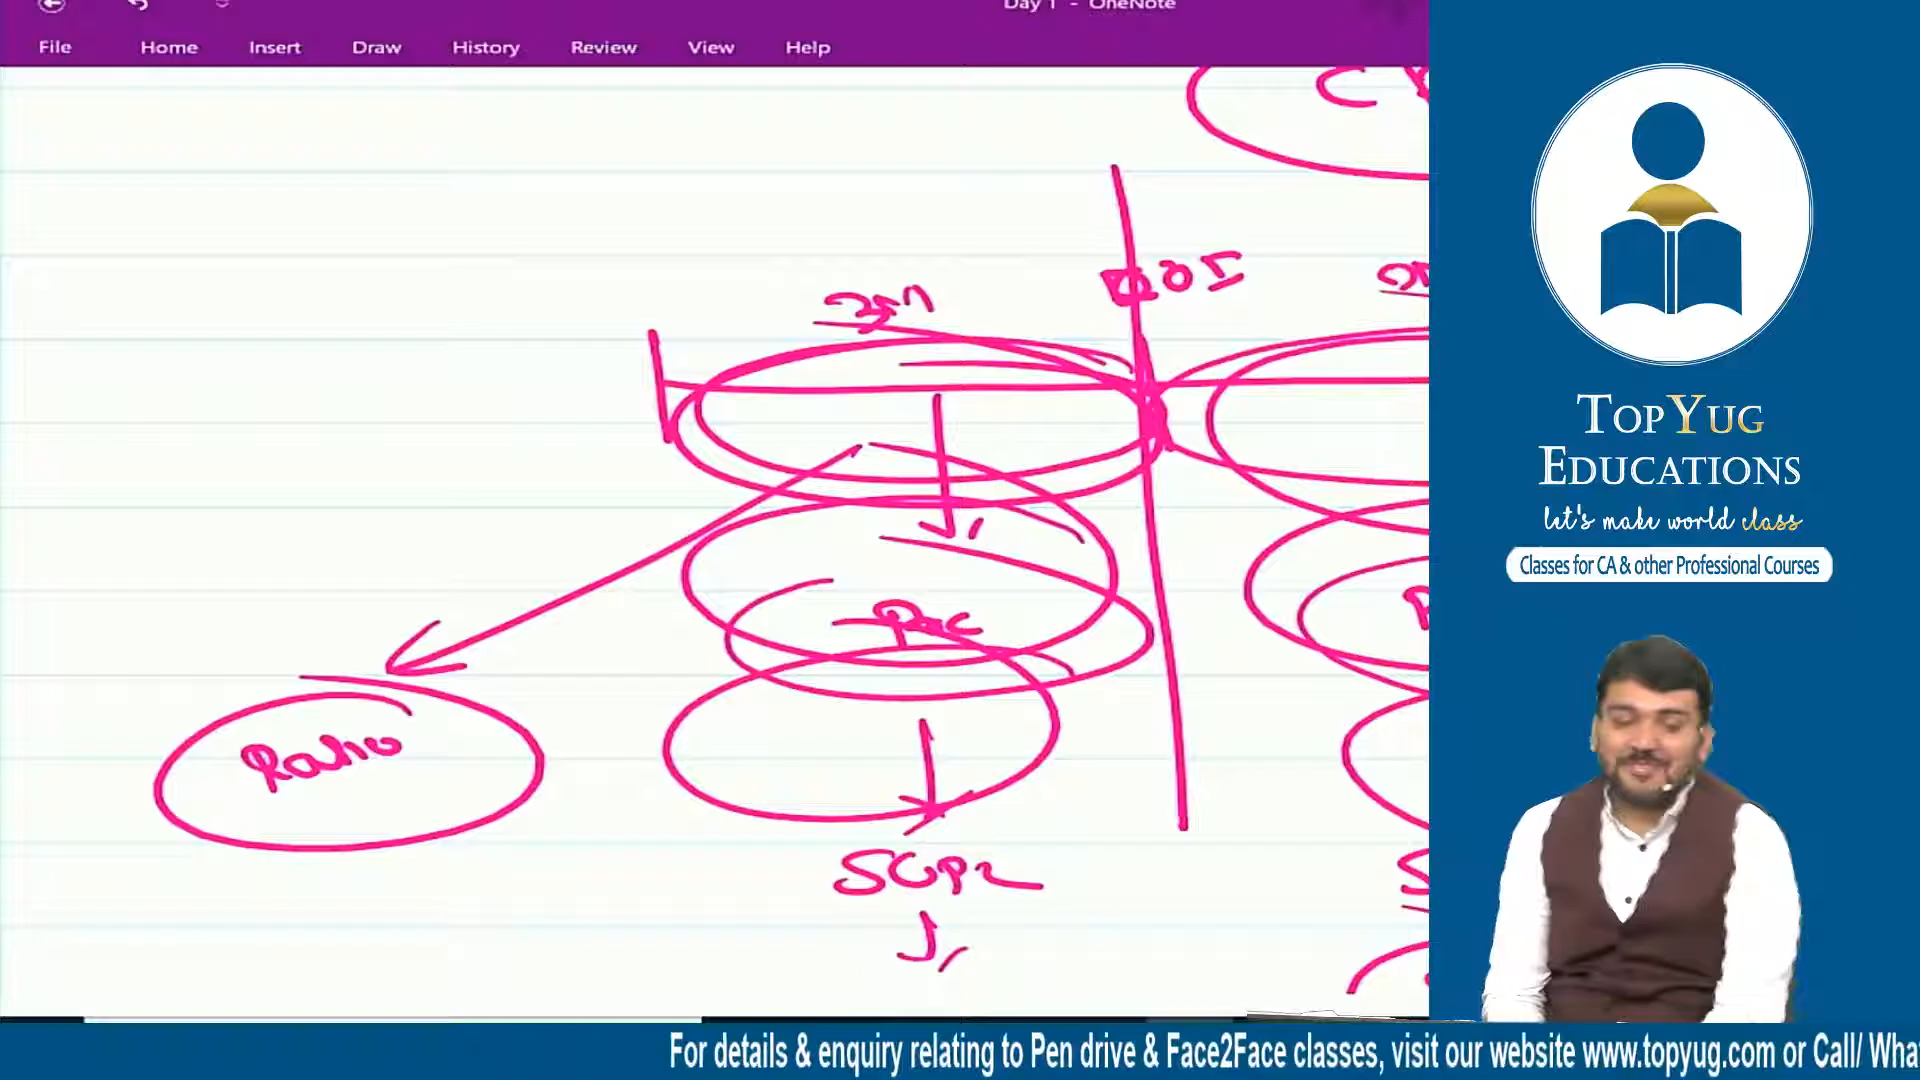 Day 1 - OneNote
File Home Insert Draw History Review View Help
3m
DOI
Ratio
TOPYUG
EDUCATIONS
let's make world class
Classes for CA & other Professional Courses
For details & enquiry relating to Pen drive & Face2Face classes, visit our website www.topyug.com or Call/ Wha